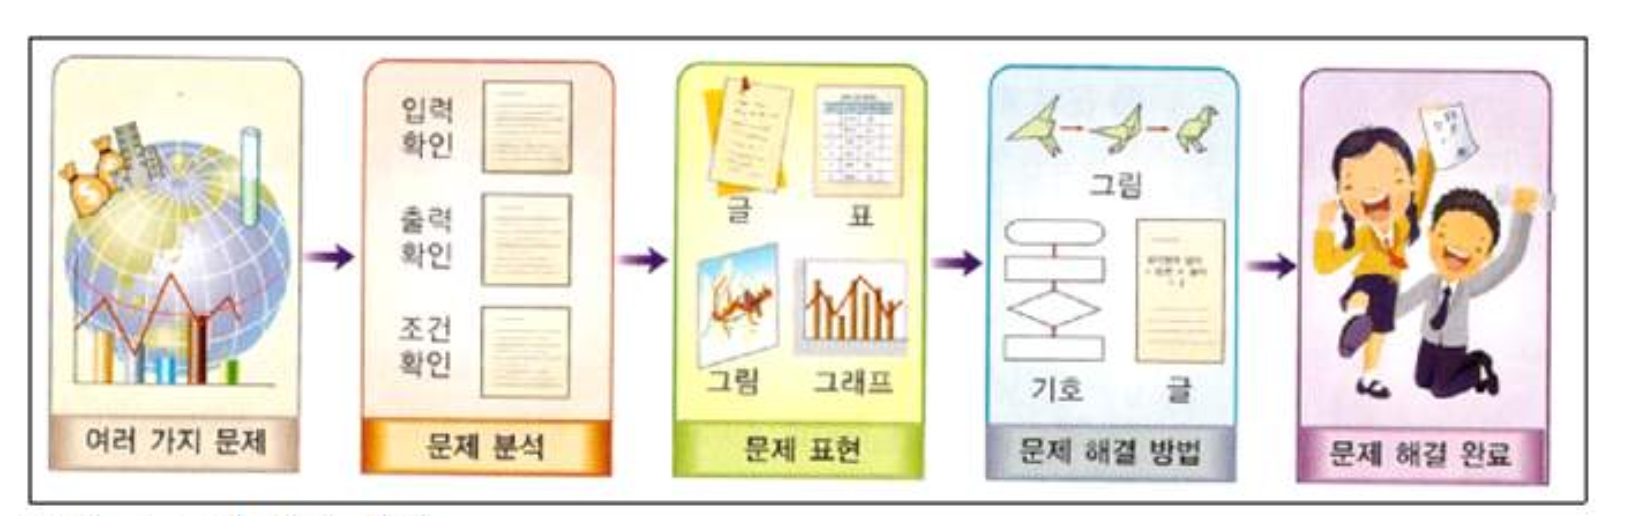 여러 가지 문제
입력
확인
출력
확인
조건
확인
문제 분석
글
표
그림
그래프
문제 표현
그림
기호
글
문제 해결 방법
문제 해결 완료